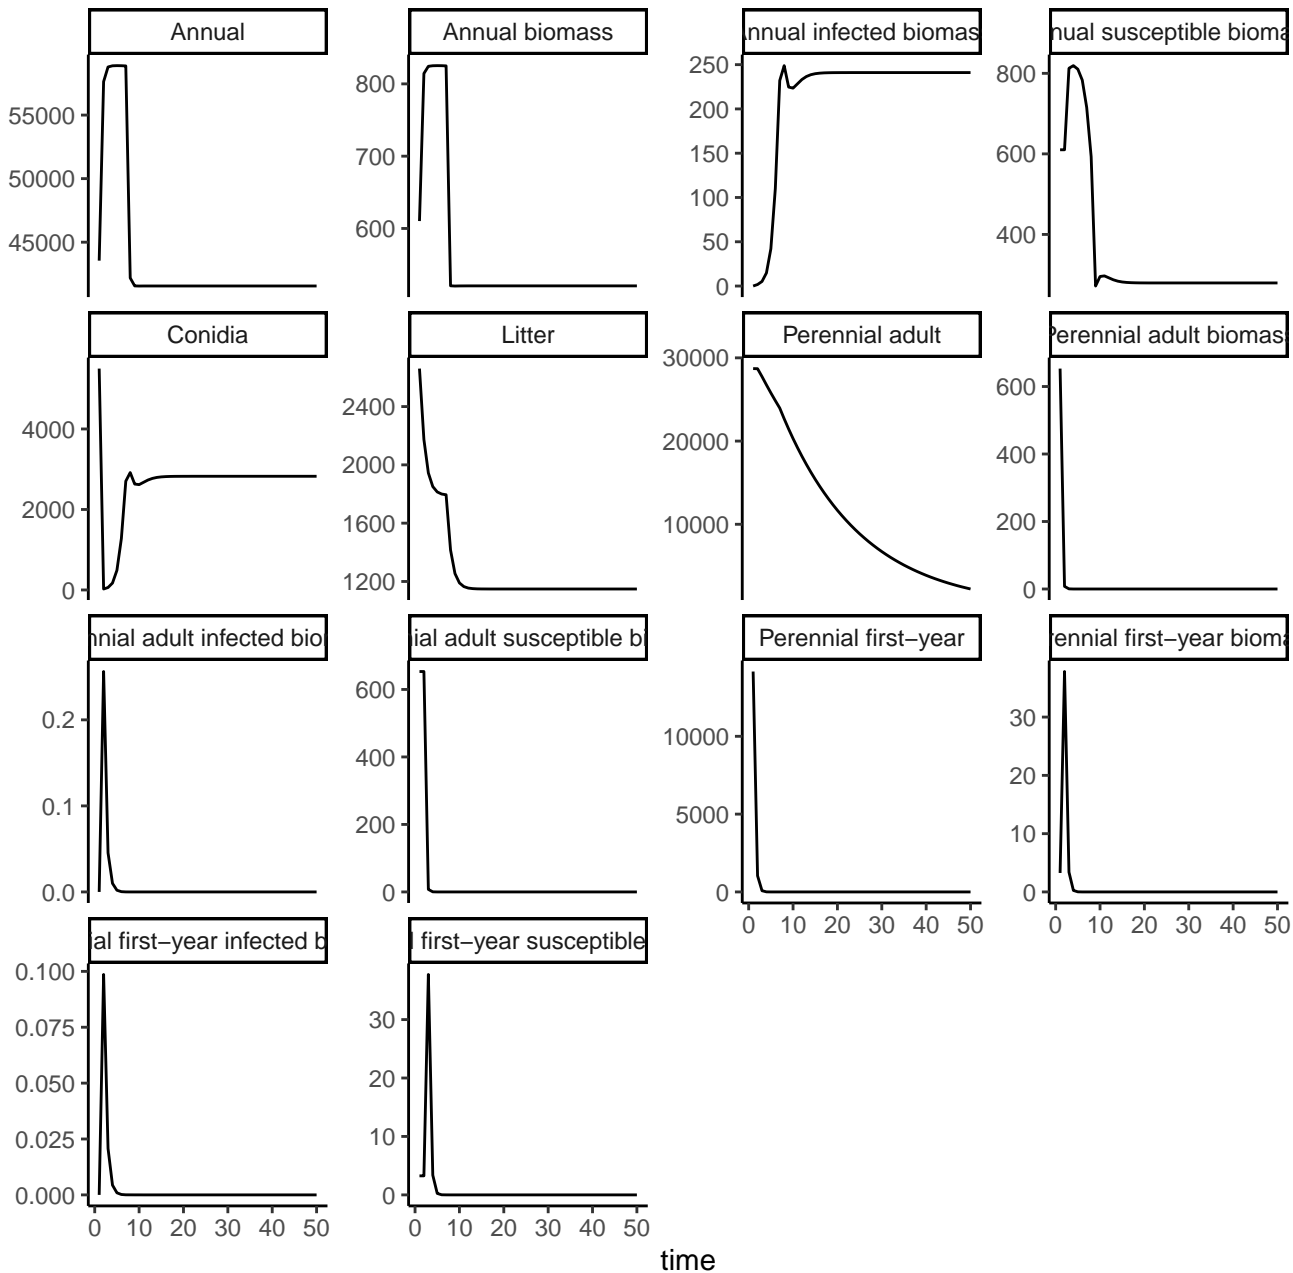 Annual
Annual biomass
Annual infected biomas
nual susceptible bioma
55000
50000
45000
800
700
600
250
200
150
100
50
0
800
600
400
Conidia
Litter
Perennial adult
Perennial adult biomas
4000
2000
0
2400
2000
1600
1200
30000
20000
10000
600
400
200
0
nnial adult infected bio
nial adult susceptible bi
Perennial first−year
rennial first−year bioma
0.2
0.1
0.0
600
400
200
0
10000
5000
0
30
20
10
0
0 10 20 30 40 50
0 10 20 30 40 50
ial first−year infected b
l first−year susceptible
0.100
0.075
0.050
0.025
0.000
30
20
10
0
0 10 20 30 40 50
0 10 20 30 40 50
time